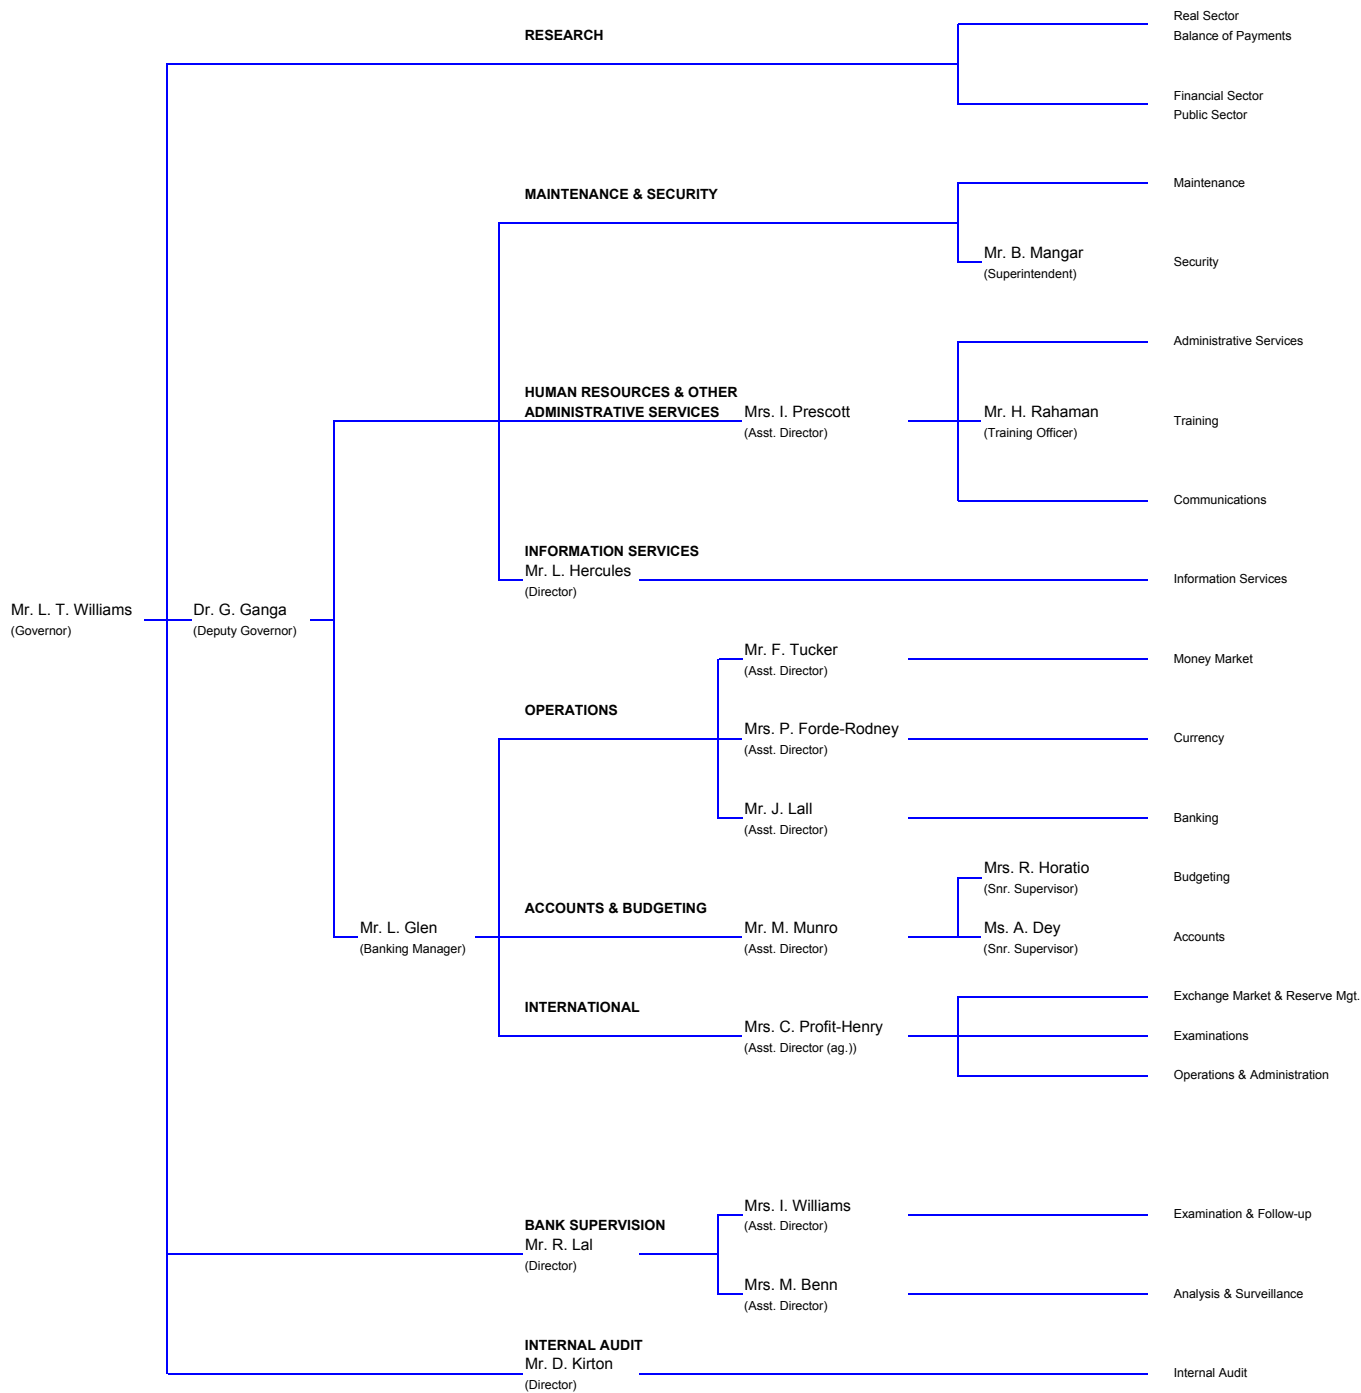 Real Sector
RESEARCH
Balance of Payments
Financial Sector
Public Sector
Maintenance
MAINTENANCE & SECURITY
Mr. B. Mangar
(Superintendent)
Security
Administrative Services
HUMAN RESOURCES & OTHER
ADMINISTRATIVE SERVICES
Mrs. I. Prescott
(Asst. Director)
Mr. H. Rahaman
(Training Officer)
Training
Communications
INFORMATION SERVICES
Mr. L. Hercules
(Director)
Information Services
Mr. L. T. Williams
(Governor)
Dr. G. Ganga
(Deputy Governor)
Mr. F. Tucker
(Asst. Director)
Money Market
OPERATIONS
Mrs. P. Forde-Rodney
(Asst. Director)
Currency
Mr. J. Lall
(Asst. Director)
Banking
Mrs. R. Horatio
(Snr. Supervisor)
Budgeting
ACCOUNTS & BUDGETING
Mr. L. Glen
(Banking Manager)
Mr. M. Munro
(Asst. Director)
Ms. A. Dey
(Snr. Supervisor)
Accounts
Exchange Market & Reserve Mgt.
INTERNATIONAL
Mrs. C. Profit-Henry
(Asst. Director (ag.))
Examinations
Operations & Administration
Mrs. I. Williams
(Asst. Director)
Examination & Follow-up
BANK SUPERVISION
Mr. R. Lal
(Director)
Mrs. M. Benn
(Asst. Director)
Analysis & Surveillance
INTERNAL AUDIT
Mr. D. Kirton
(Director)
Internal Audit